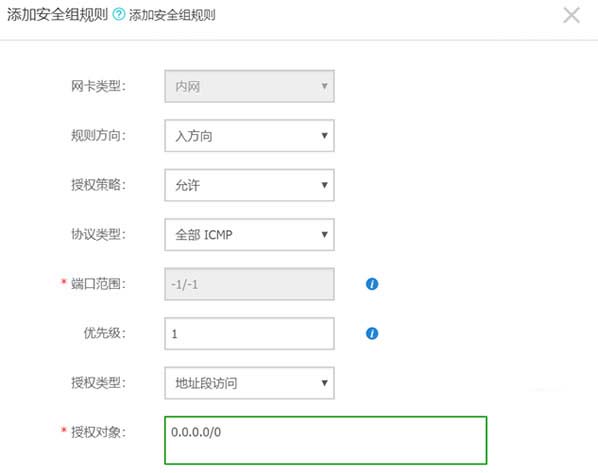 添加安全组规则 ? 添加安全组规则
网卡类型： 内网
规则方向： 入方向
授权策略： 允许
协议类型： 全部 ICMP
* 端口范围： -1/-1 i
优先级： 1 i
授权类型： 地址段访问
* 授权对象： 0.0.0.0/0